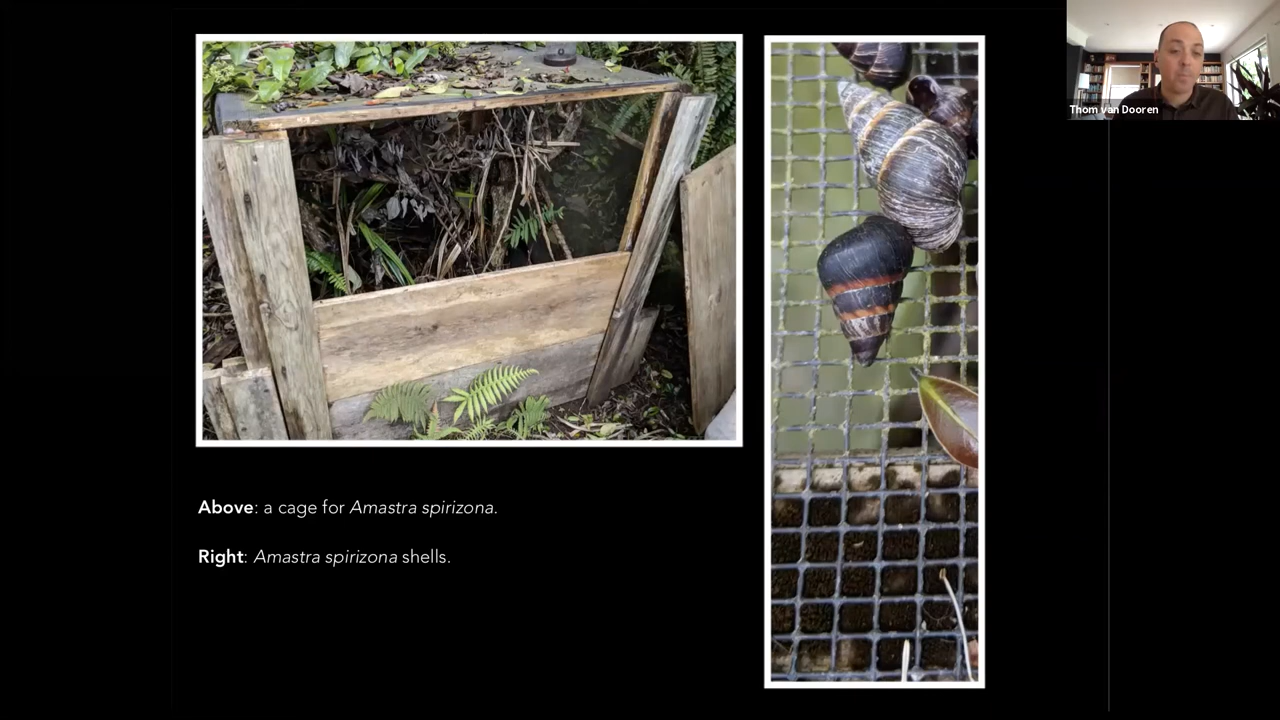 Thom van Dooren
Above: a cage for Amastra spirizona.
Right: Amastra spirizona shells.